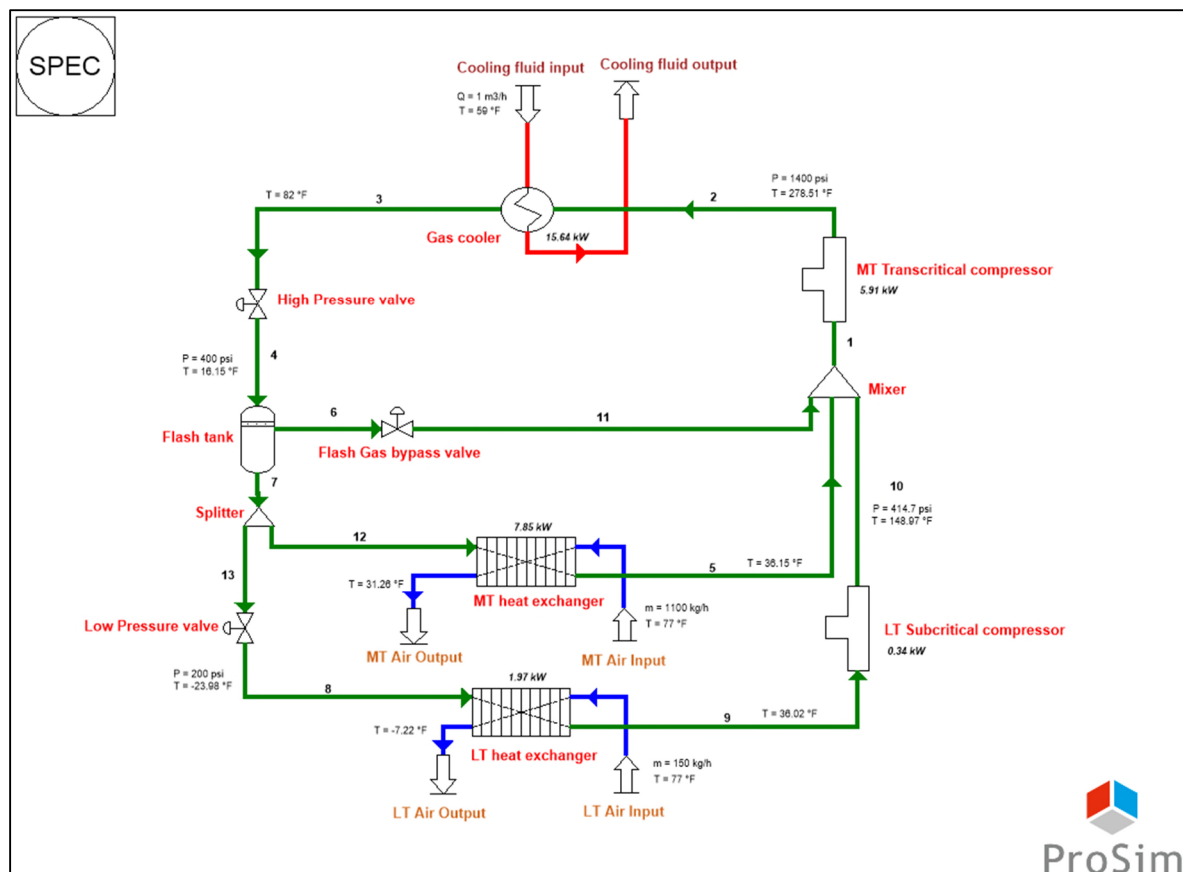 SPEC
Cooling fluid input
Cooling fluid output
Q = 1 m3/h
T = 59 °F
P = 1400 psi
T = 278.51 °F
T = 82 °F
3
2
Gas cooler
15.64 kW
MT Transcritical compressor
5.91 kW
High Pressure valve
4
1
P = 400 psi
T = 16.15 °F
Mixer
6
11
Flash tank
Flash Gas bypass valve
7
10
P = 414.7 psi
T = 148.97 °F
Splitter
12
7.85 kW
13
T = 31.26 °F
5
T = 36.15 °F
MT heat exchanger
m = 1100 kg/h
T = 77 °F
Low Pressure valve
LT Subcritical compressor
0.34 kW
MT Air Output
MT Air Input
P = 200 psi
T = -23.98 °F
1.97 kW
8
9
T = 36.02 °F
T = -7.22 °F
LT heat exchanger
m = 150 kg/h
T = 77 °F
LT Air Output
LT Air Input
ProSim